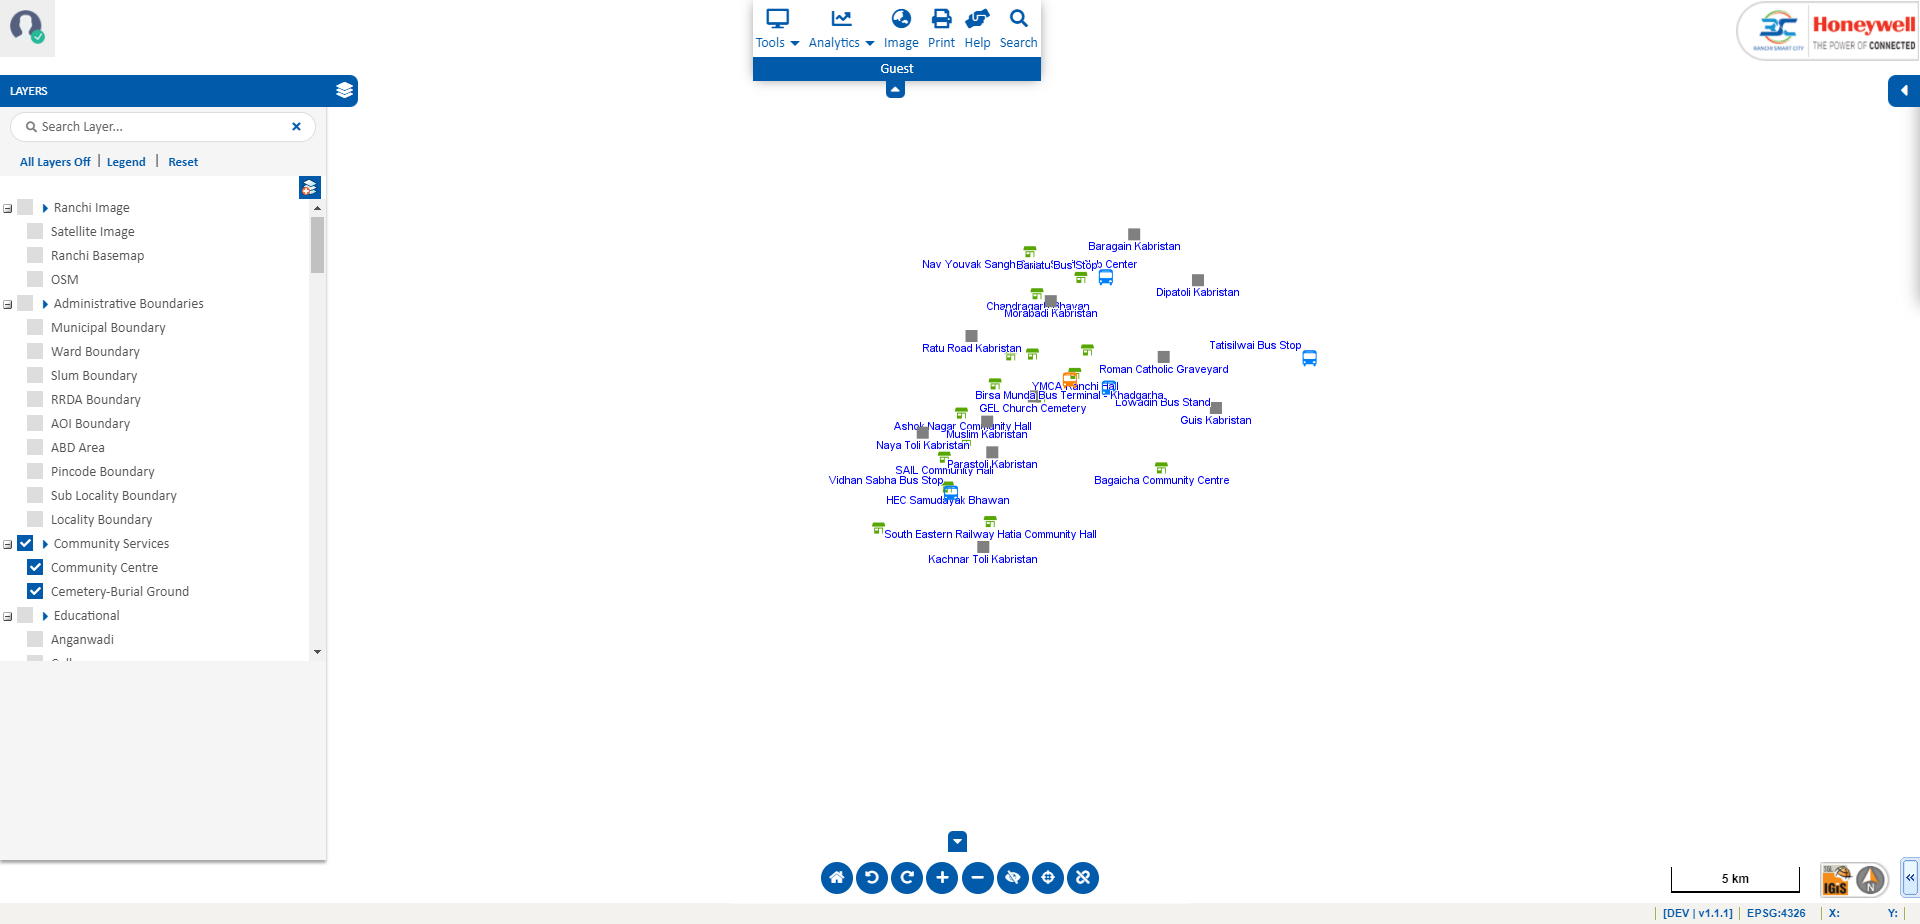 Tools
Analytics
Image
Print
Help
Search
Guest
RANCHI SMART CITY
Honeywell
THE POWER OF CONNECTED
LAYERS
Search Layer...
All Layers Off | Legend | Reset
Ranchi Image
Satellite Image
Ranchi Basemap
OSM
Administrative Boundaries
Municipal Boundary
Ward Boundary
Slum Boundary
RRDA Boundary
AOI Boundary
ABD Area
Pincode Boundary
Sub Locality Boundary
Locality Boundary
Community Services
Community Centre
Cemetery-Burial Ground
Educational
Anganwadi
Baragain Kabristan
Nav Youvak Sangh
Bariatu Bus Stop
Center
Dipatoli Kabristan
Chandragarh Bhavan
Morabadi Kabristan
Ratu Road Kabristan
Tatisilwai Bus Stop
Roman Catholic Graveyard
YMCA Ranchi Hall
Birsa Munda Bus Terminal - Khadgarha
Lowadih Bus Stand
GEL Church Cemetery
Guis Kabristan
Ashok Nagar Community Hall
Muslim Kabristan
Naya Toli Kabristan
Parastoli Kabristan
SAIL Community Hall
Vidhan Sabha Bus Stop
Bagaicha Community Centre
HEC Samudayak Bhawan
South Eastern Railway Hatia Community Hall
Kachnar Toli Kabristan
5 km
IGiS
N
[DEV | v1.1.1]
EPSG:4326
X:
Y: